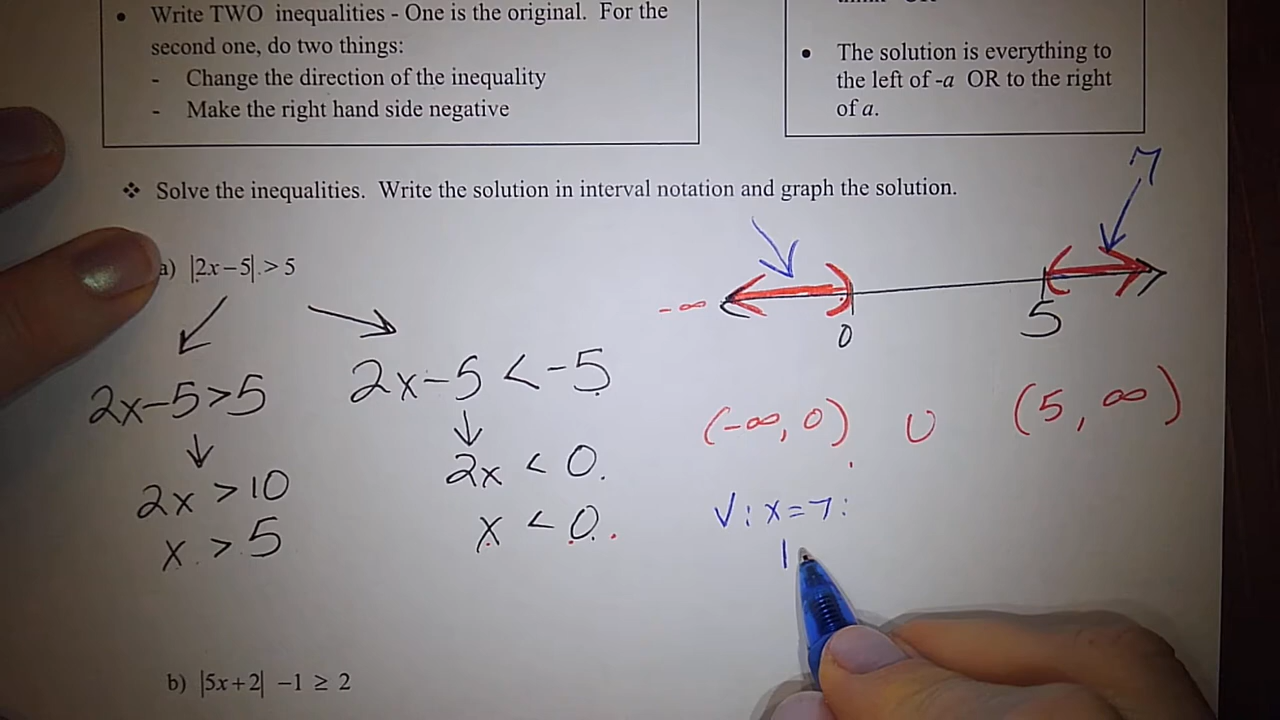 • Write TWO inequalities - One is the original. For the
second one, do two things:
- Change the direction of the inequality
- Make the right hand side negative
• The solution is everything to
the left of -a OR to the right
of a.
❖ Solve the inequalities. Write the solution in interval notation and graph the solution.
a) |2x-5| > 5
2x-5>5
2x > 10
x > 5
2x-5 < -5
2x < 0
x < 0
7
-∞
0
5
(-∞, 0) ∪ (5, ∞)
V: x = 7:
|
b) |5x+2| -1 ≥ 2